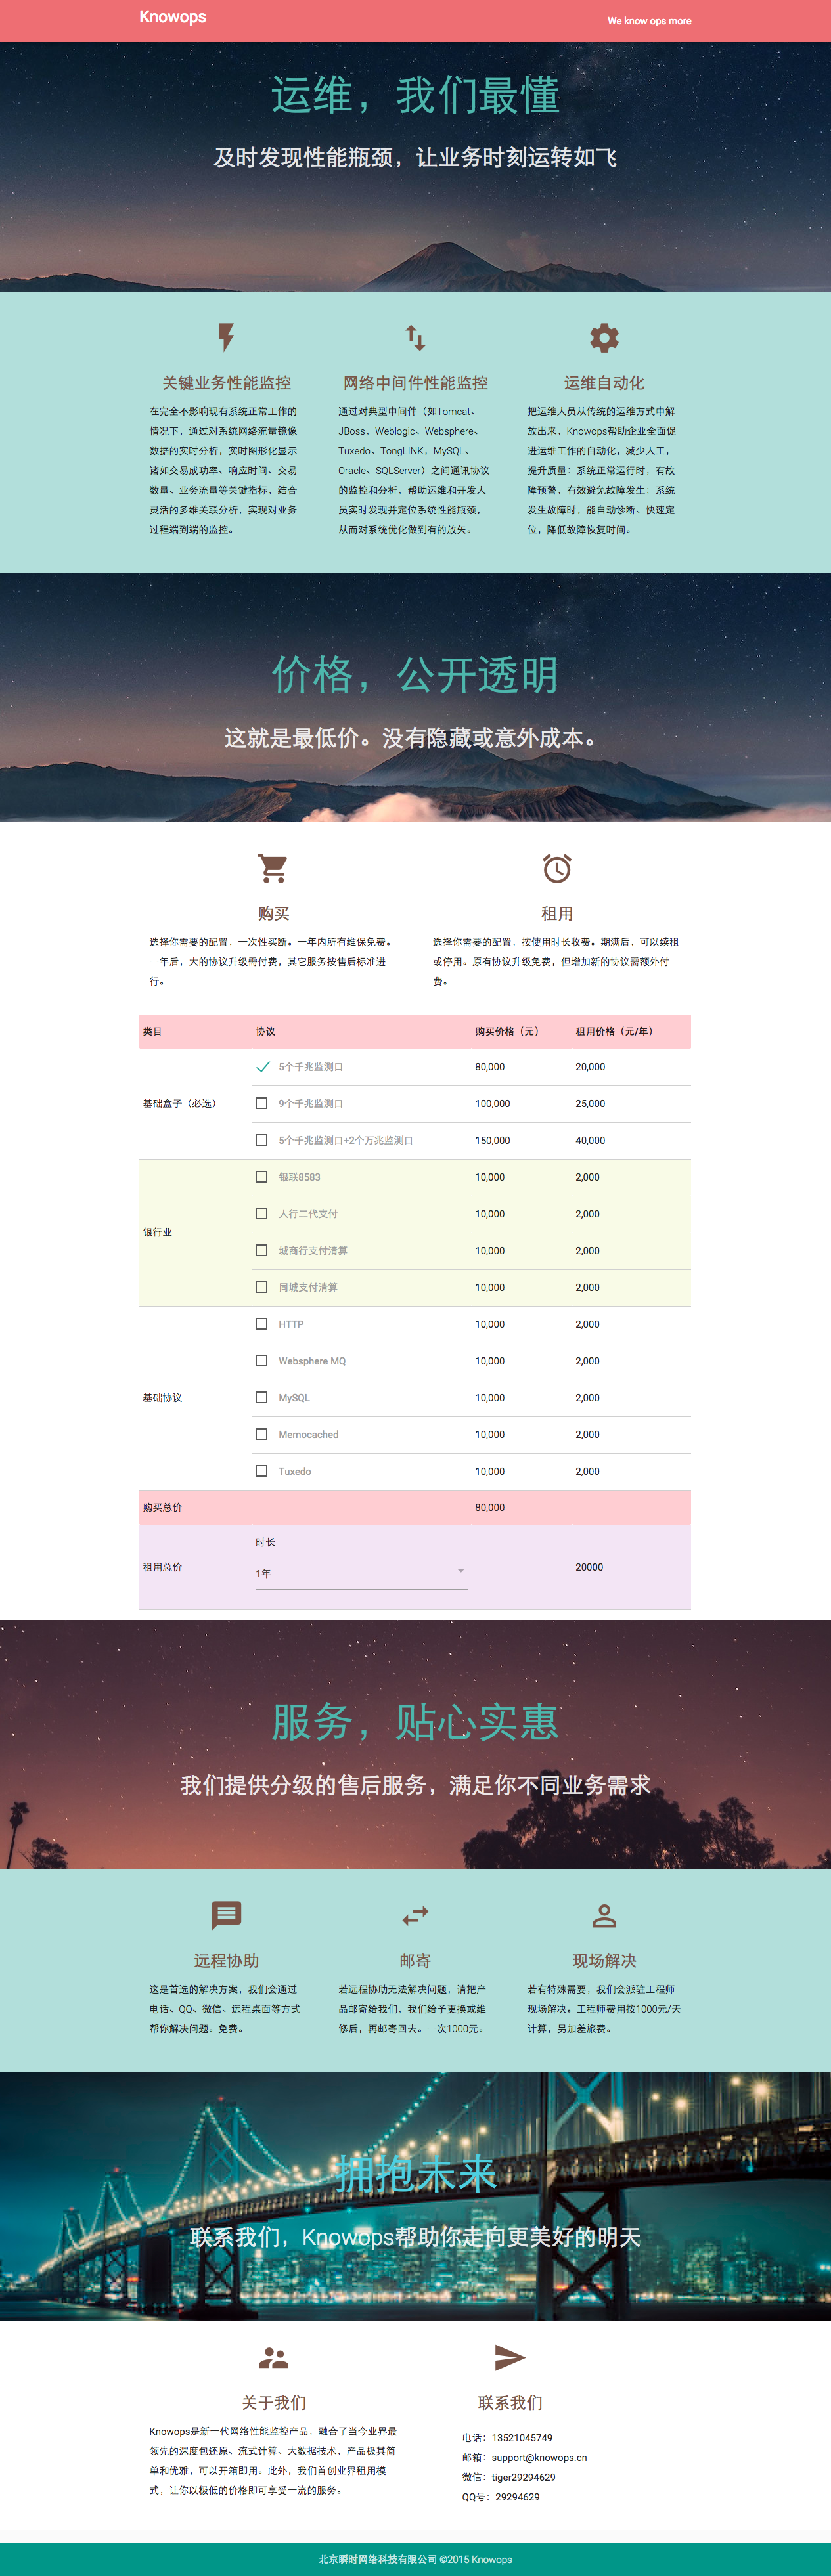 Knowops
We know ops more
运维，我们最懂
及时发现性能瓶颈，让业务时刻运转如飞
关键业务性能监控
在完全不影响现有系统正常工作的
情况下，通过对系统网络流量镜像
数据的实时分析，实时图形化显示
诸如交易成功率、响应时间、交易
数量、业务流量等关键指标，结合
灵活的多维关联分析，实现对业务
过程端到端的监控。
网络中间件性能监控
通过对典型中间件（如Tomcat、
JBoss，Weblogic、Websphere、
Tuxedo、TongLINK，MySQL、
Oracle、SQLServer）之间通讯协议
的监控和分析，帮助运维和开发人
员实时发现并定位系统性能瓶颈，
从而对系统优化做到有的放矢。
运维自动化
把运维人员从传统的运维方式中解
放出来，Knowops帮助企业全面促
进运维工作的自动化，减少人工，
提升质量：系统正常运行时，有故
障预警，有效避免故障发生；系统
发生故障时，能自动诊断、快速定
位，降低故障恢复时间。
价格，公开透明
这就是最低价。没有隐藏或意外成本。
购买
选择你需要的配置，一次性买断。一年内所有维保免费。
一年后，大的协议升级需付费，其它服务按售后标准进
行。
租用
选择你需要的配置，按使用时长收费。期满后，可以续租
或停用。原有协议升级免费，但增加新的协议需额外付
费。
类目 协议 购买价格（元） 租用价格（元/年）
5个千兆监测口 80,000 20,000
基础盒子（必选） 9个千兆监测口 100,000 25,000
5个千兆监测口+2个万兆监测口 150,000 40,000
银联8583 10,000 2,000
人行二代支付 10,000 2,000
银行业
城商行支付清算 10,000 2,000
同城支付清算 10,000 2,000
HTTP 10,000 2,000
Websphere MQ 10,000 2,000
基础协议 MySQL 10,000 2,000
Memocached 10,000 2,000
Tuxedo 10,000 2,000
购买总价 80,000
时长
租用总价 1年 20000
服务，贴心实惠
我们提供分级的售后服务，满足你不同业务需求
远程协助
这是首选的解决方案，我们会通过
电话、QQ、微信、远程桌面等方式
帮你解决问题。免费。
邮寄
若远程协助无法解决问题，请把产
品邮寄给我们，我们给予更换或维
修后，再邮寄回去。一次1000元。
现场解决
若有特殊需要，我们会派驻工程师
现场解决。工程师费用按1000元/天
计算，另加差旅费。
拥抱未来
联系我们，Knowops帮助你走向更美好的明天
关于我们
Knowops是新一代网络性能监控产品，融合了当今业界最
领先的深度包还原、流式计算、大数据技术，产品极其简
单和优雅，可以开箱即用。此外，我们首创业界租用模
式，让你以极低的价格即可享受一流的服务。
联系我们
电话：13521045749
邮箱：support@knowops.cn
微信：tiger29294629
QQ号：29294629
北京瞬时网络科技有限公司 ©2015 Knowops